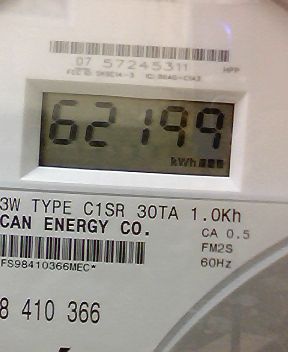 07 57245311 HPP
62199
kWh
3W TYPE C1SR 30TA 1.0Kh
CAN ENERGY CO.
CA 0.5
FM2S
60Hz
FS98410366MEC*
8 410 366